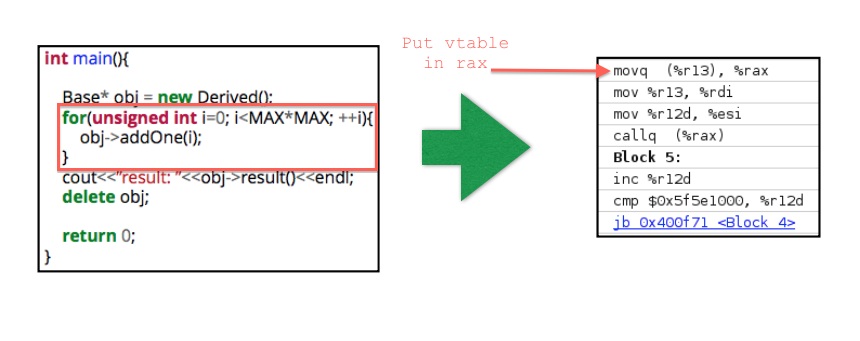 int main(){
Base* obj = new Derived();
for(unsigned int i=0; i<MAX*MAX; ++i){
obj->addOne(i);
}
cout<<"result: "<<obj->result()<<endl;
delete obj;
return 0;
}
Put vtable
in rax
movq (%r13), %rax
mov %r13, %rdi
mov %r12d, %esi
callq (%rax)
Block 5:
inc %r12d
cmp $0x5f5e1000, %r12d
jb 0x400f71 <Block 4>